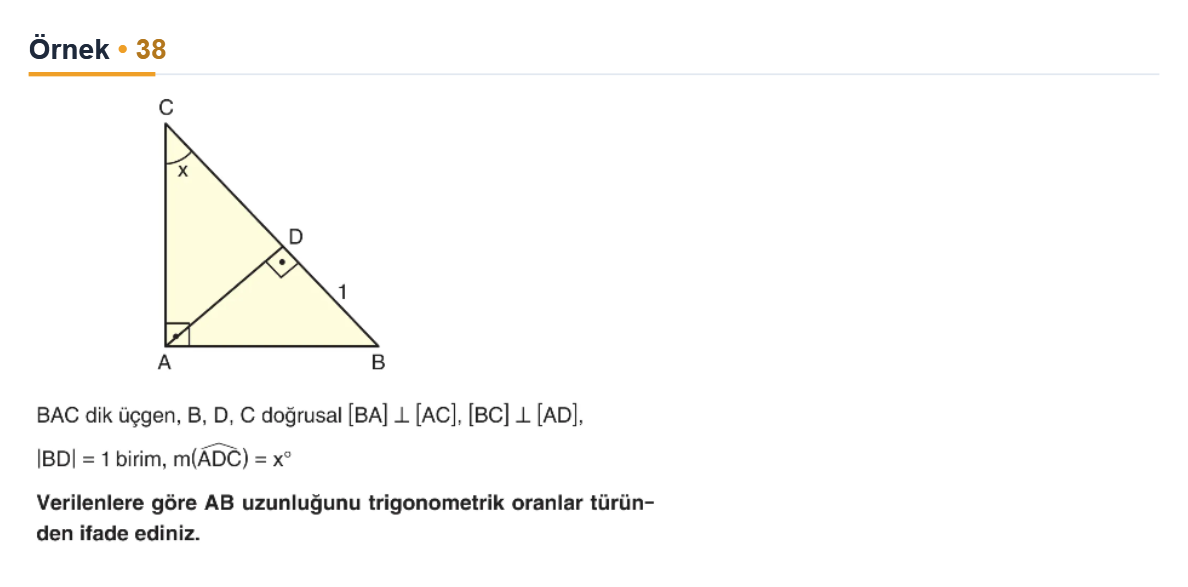 Örnek • 38
C
x
D
1
A
B
BAC dik üçgen, B, D, C doğrusal [BA] ⊥ [AC], [BC] ⊥ [AD],
|BD| = 1 birim, m(ADC) = x°
Verilenlere göre AB uzunluğunu trigonometrik oranlar türün-
den ifade ediniz.